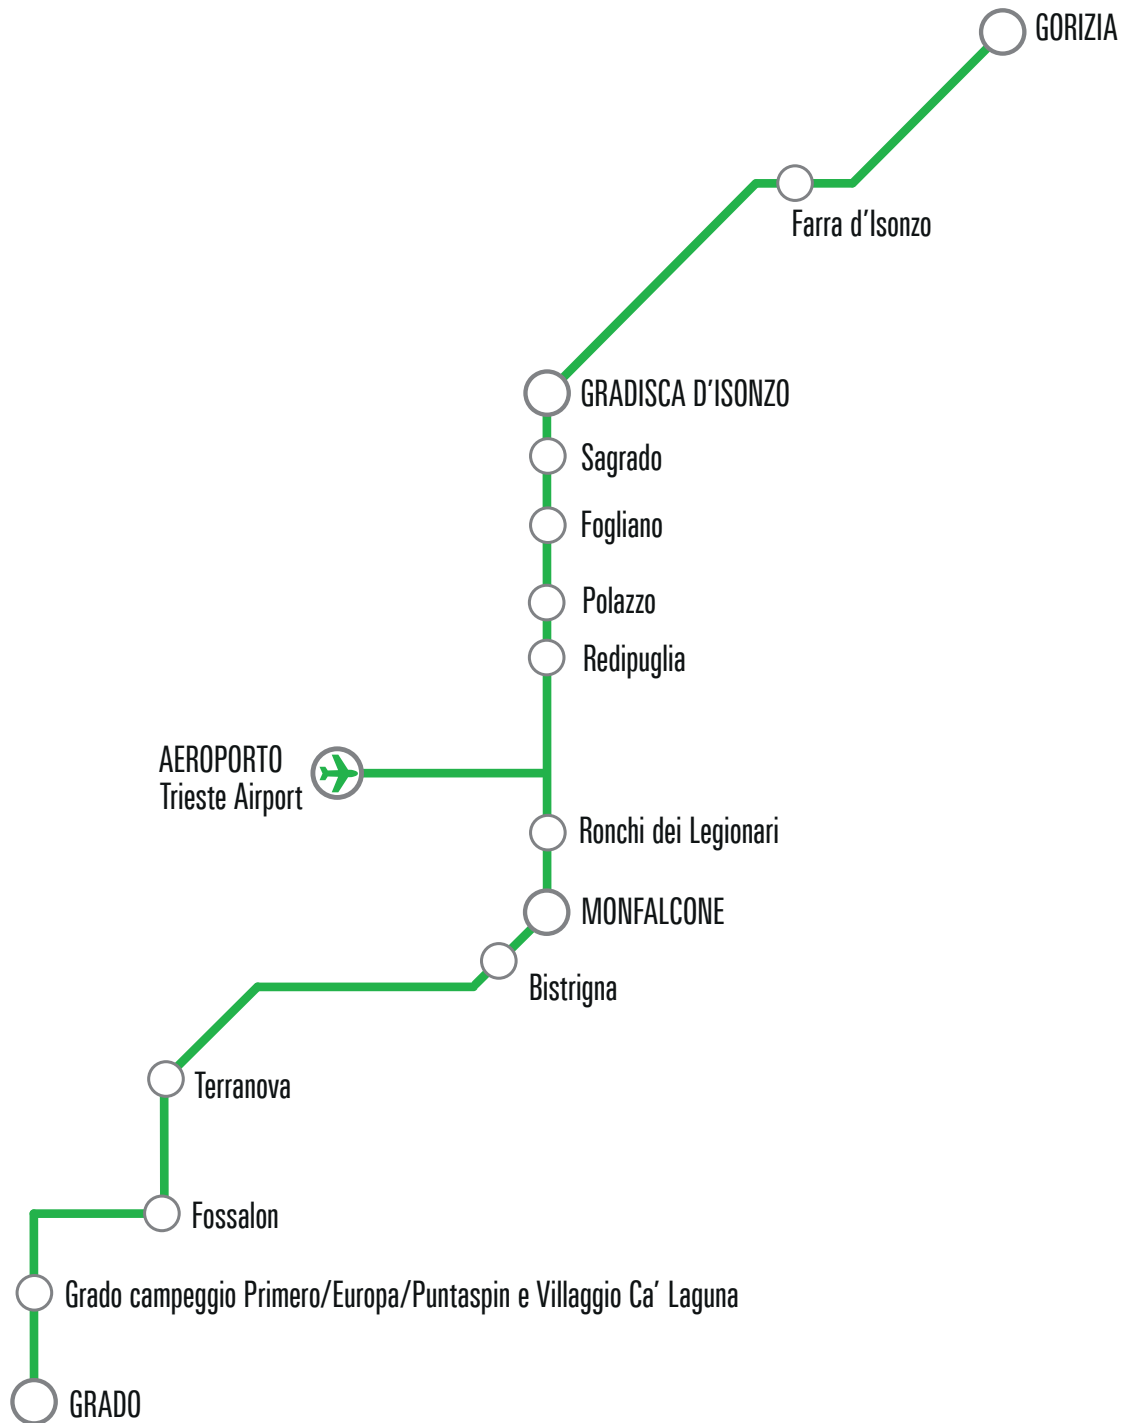 GORIZIA
Farra d’Isonzo
GRADISCA D’ISONZO
Sagrado
Fogliano
Polazzo
Redipuglia
AEROPORTO
Trieste Airport
Ronchi dei Legionari
MONFALCONE
Bistrigna
Terranova
Fossalon
Grado campeggio Primero/Europa/Puntaspin e Villaggio Ca’ Laguna
GRADO